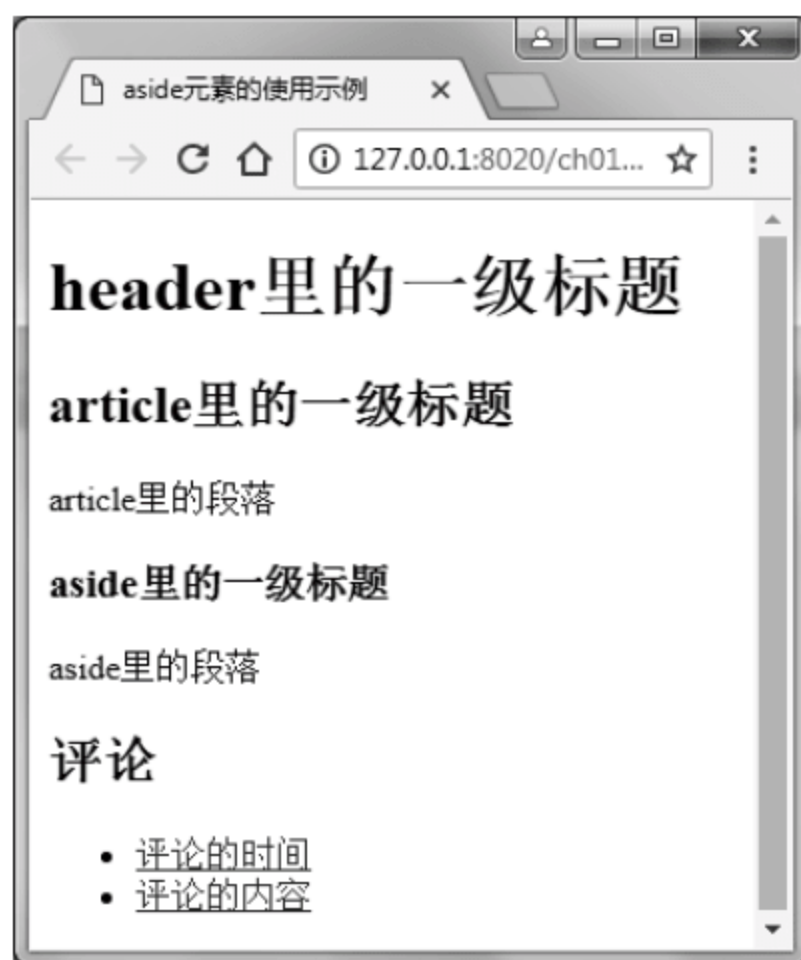 aside元素的使用示例
127.0.0.1:8020/ch01...
header里的一级标题
article里的一级标题
article里的段落
aside里的一级标题
aside里的段落
评论
评论的时间
评论的内容